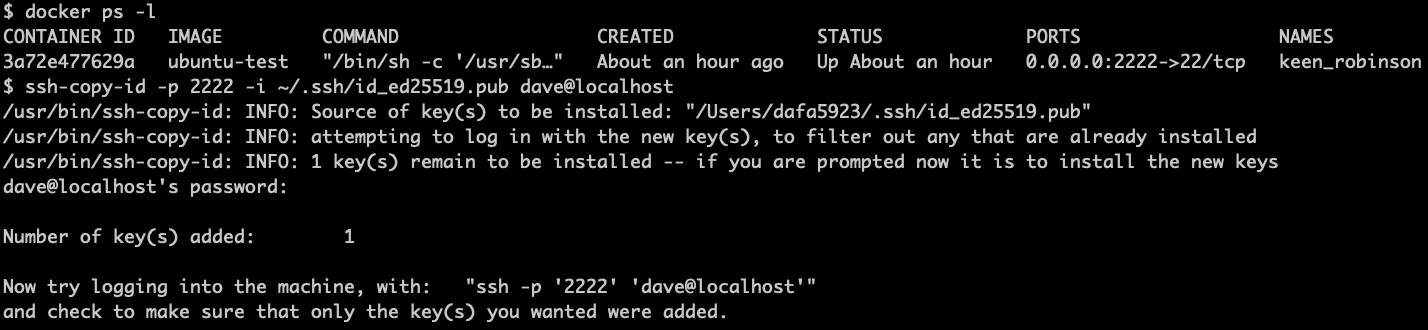 $ docker ps -l
CONTAINER ID   IMAGE         COMMAND                  CREATED             STATUS             PORTS                  NAMES
3a72e477629a   ubuntu-test   "/bin/sh -c '/usr/sb…"   About an hour ago   Up About an hour   0.0.0.0:2222->22/tcp   keen_robinson
$ ssh-copy-id -p 2222 -i ~/.ssh/id_ed25519.pub dave@localhost
/usr/bin/ssh-copy-id: INFO: Source of key(s) to be installed: "/Users/dafa5923/.ssh/id_ed25519.pub"
/usr/bin/ssh-copy-id: INFO: attempting to log in with the new key(s), to filter out any that are already installed
/usr/bin/ssh-copy-id: INFO: 1 key(s) remain to be installed -- if you are prompted now it is to install the new keys
dave@localhost's password:
Number of key(s) added:        1
Now try logging into the machine, with:   "ssh -p '2222' 'dave@localhost'"
and check to make sure that only the key(s) you wanted were added.